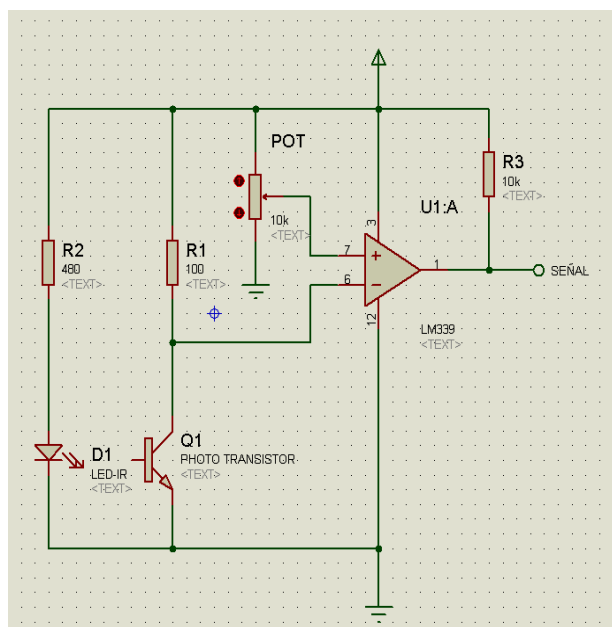 POT
10k
<TEXT>
R3
10k
<TEXT>
U1:A
3
7
+
6
−
1
12
SEÑAL
LM339
<TEXT>
R2
480
<TEXT>
R1
100
<TEXT>
D1
LED-IR
<TEXT>
Q1
PHOTO TRANSISTOR
<TEXT>